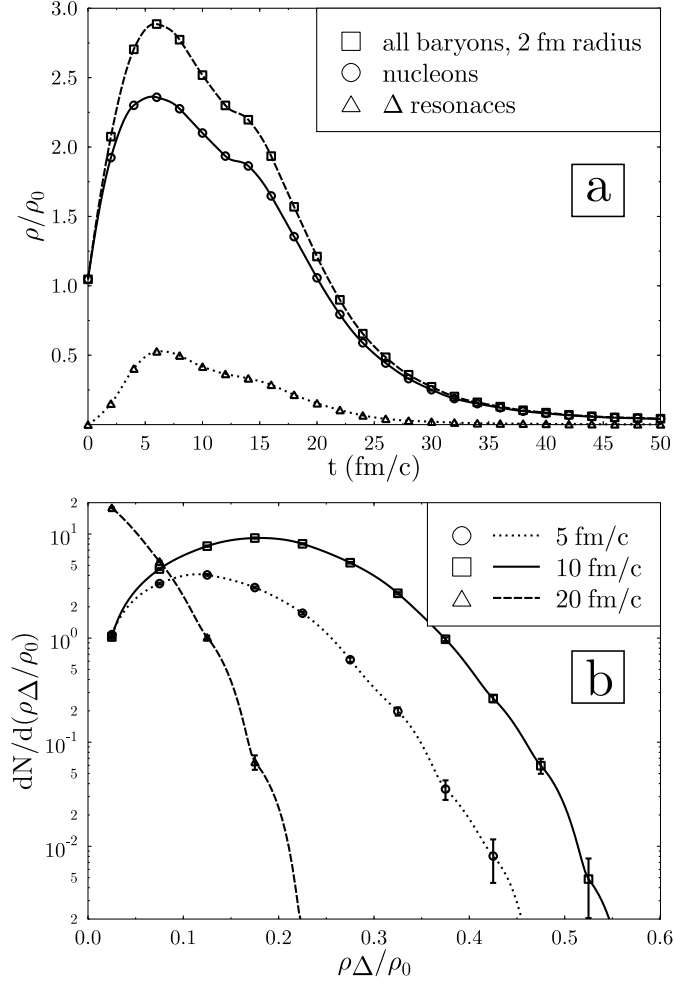 3.0
2.5
2.0
1.5
1.0
0.5
ρ/ρ0
all baryons, 2 fm radius
nucleons
Δ resonaces
a
0 5 10 15 20 25 30 35 40 45 50
t (fm/c)
2
10^1
5
2
10^0
5
2
10^-1
5
2
10^-2
5
2
dN/d(ρΔ/ρ0)
5 fm/c
10 fm/c
20 fm/c
b
0.0 0.1 0.2 0.3 0.4 0.5 0.6
ρΔ/ρ0